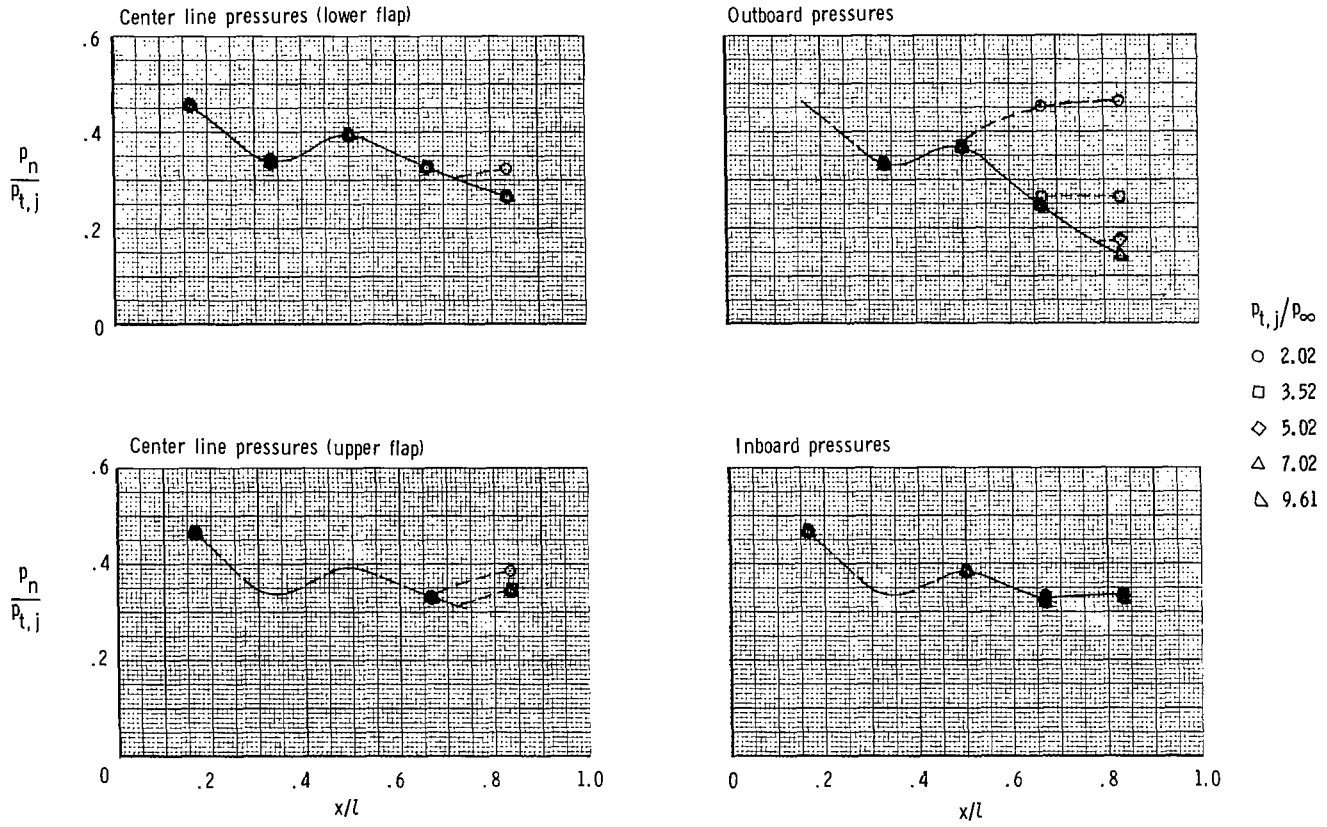 Center line pressures (lower flap)
.6
.4
.2
0
p_n
p_t,j
Outboard pressures
p_t,j/p_∞
○ 2.02
□ 3.52
◇ 5.02
△ 7.02
◺ 9.61
Center line pressures (upper flap)
.6
.4
.2
0
p_n
p_t,j
.2
.4
.6
.8
1.0
x/l
Inboard pressures
0
.2
.4
.6
.8
1.0
x/l